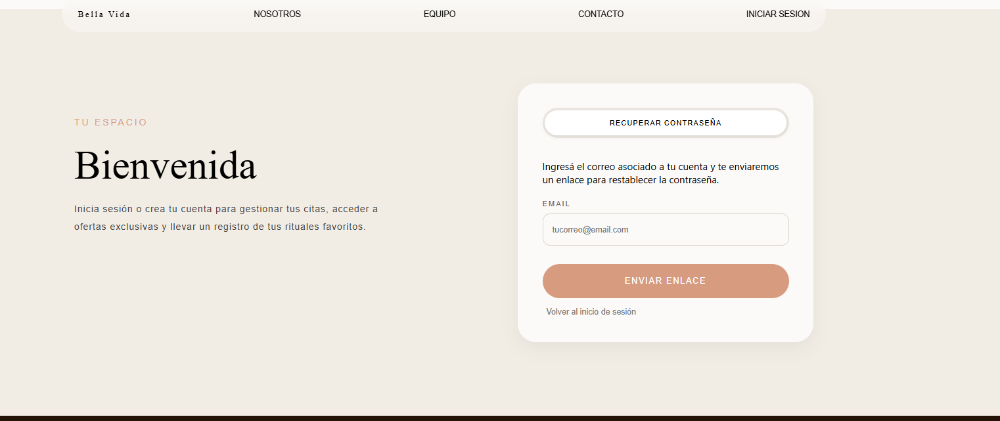 Bella Vida
NOSOTROS
EQUIPO
CONTACTO
INICIAR SESION
TU ESPACIO
Bienvenida
Inicia sesión o crea tu cuenta para gestionar tus citas, acceder a
ofertas exclusivas y llevar un registro de tus rituales favoritos.
RECUPERAR CONTRASEÑA
Ingresá el correo asociado a tu cuenta y te enviaremos
un enlace para restablecer la contraseña.
EMAIL
tucorreo@email.com
ENVIAR ENLACE
Volver al inicio de sesión